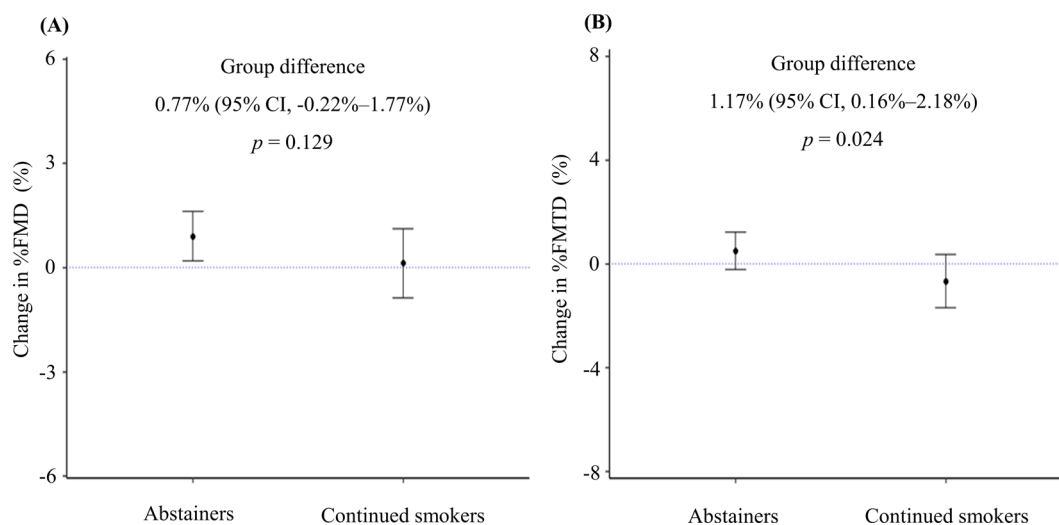 (A)
Group difference
0.77% (95% CI, -0.22%–1.77%)
p = 0.129
Change in %FMD (%)
6
3
0
-3
-6
Abstainers
Continued smokers
(B)
Group difference
1.17% (95% CI, 0.16%–2.18%)
p = 0.024
Change in %FMTD (%)
8
4
0
-4
-8
Abstainers
Continued smokers